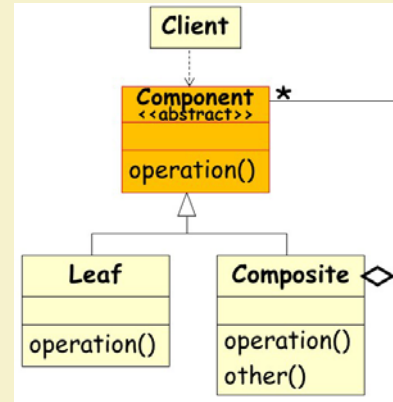 Client
Component
<<abstract>>
*
operation()
Leaf
operation()
Composite
operation()
other()